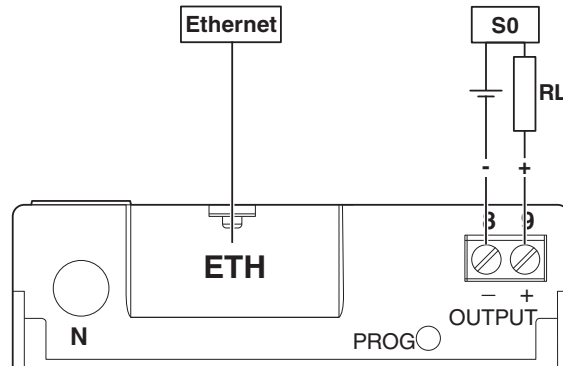 Ethernet
S0
RL
- +
8 9
ETH
− +
OUTPUT
N
PROG